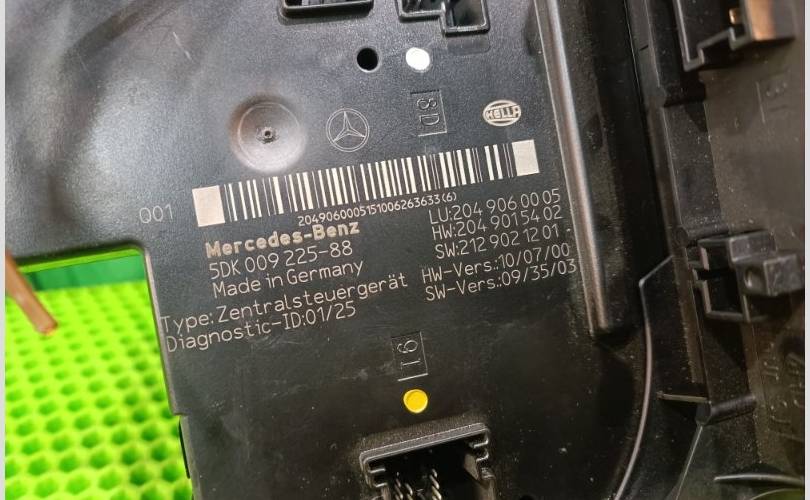 8D
HELLA
Q01
2049060005151006263633(6)
Mercedes-Benz
5DK 009 225-88
Made in Germany
LU:204 906 00 05
HW:204 901 54 02
SW:212 902 12 01
HW-Vers.:10/07/00
SW-Vers.:09/35/03
Type: Zentralsteuergerät
Diagnostic-ID:01/25